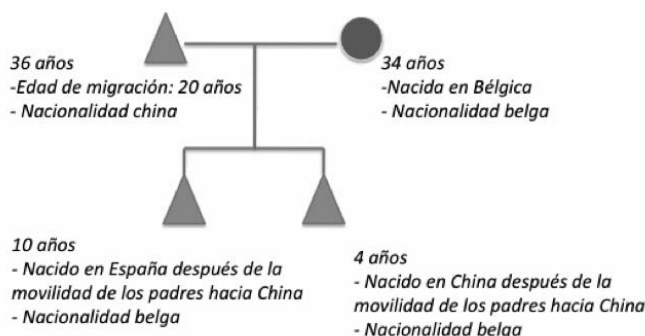 36 años
-Edad de migración: 20 años
- Nacionalidad china
34 años
-Nacida en Bélgica
- Nacionalidad belga
10 años
- Nacido en España después de la
movilidad de los padres hacia China
- Nacionalidad belga
4 años
- Nacido en China después de la
movilidad de los padres hacia China
- Nacionalidad belga